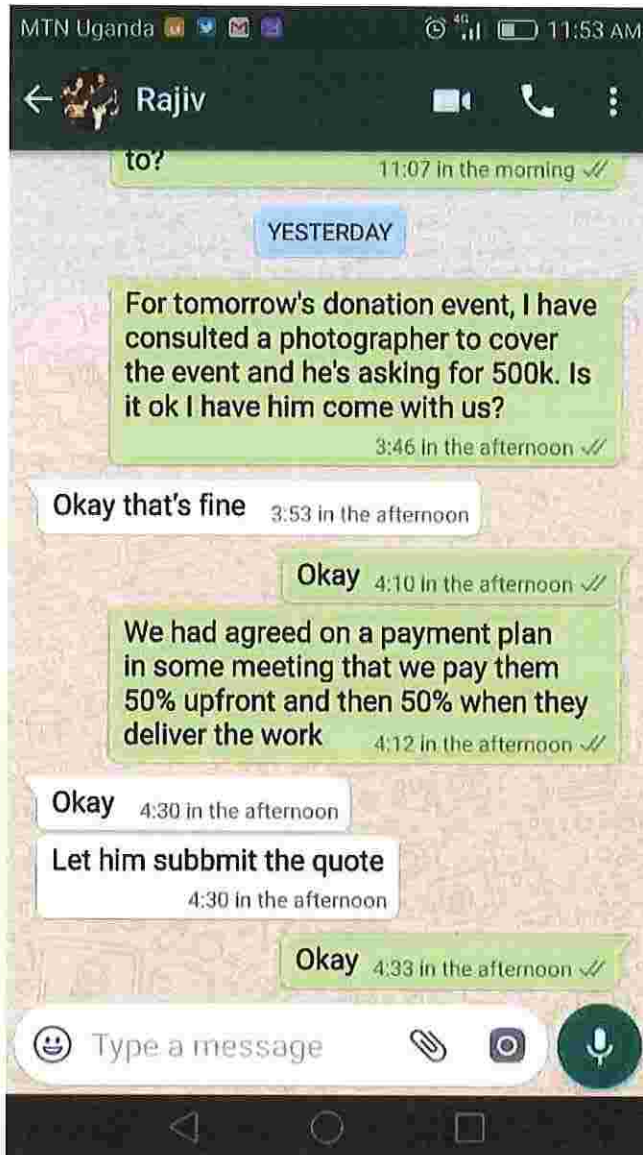 MTN Uganda 4G 11:53 AM
Rajiv
to?
11:07 in the morning
YESTERDAY
For tomorrow's donation event, I have
consulted a photographer to cover
the event and he's asking for 500k. Is
it ok I have him come with us?
3:46 in the afternoon
Okay that's fine 3:53 in the afternoon
Okay 4:10 in the afternoon
We had agreed on a payment plan
in some meeting that we pay them
50% upfront and then 50% when they
deliver the work 4:12 in the afternoon
Okay 4:30 in the afternoon
Let him subbmit the quote
4:30 in the afternoon
Okay 4:33 in the afternoon
Type a message